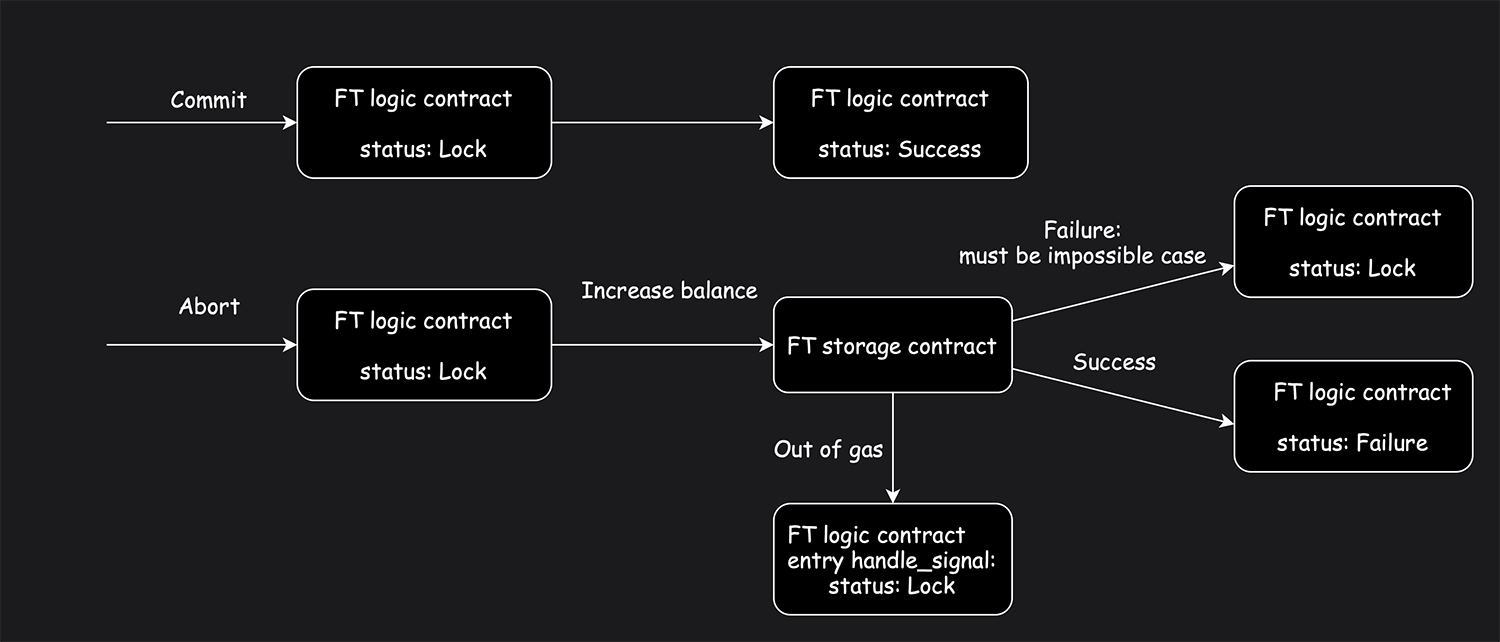 Commit
FT logic contract
status: Lock
FT logic contract
status: Success
Abort
FT logic contract
status: Lock
Increase balance
FT storage contract
Failure:
must be impossible case
FT logic contract
status: Lock
Success
FT logic contract
status: Failure
Out of gas
FT logic contract
entry handle_signal:
status: Lock